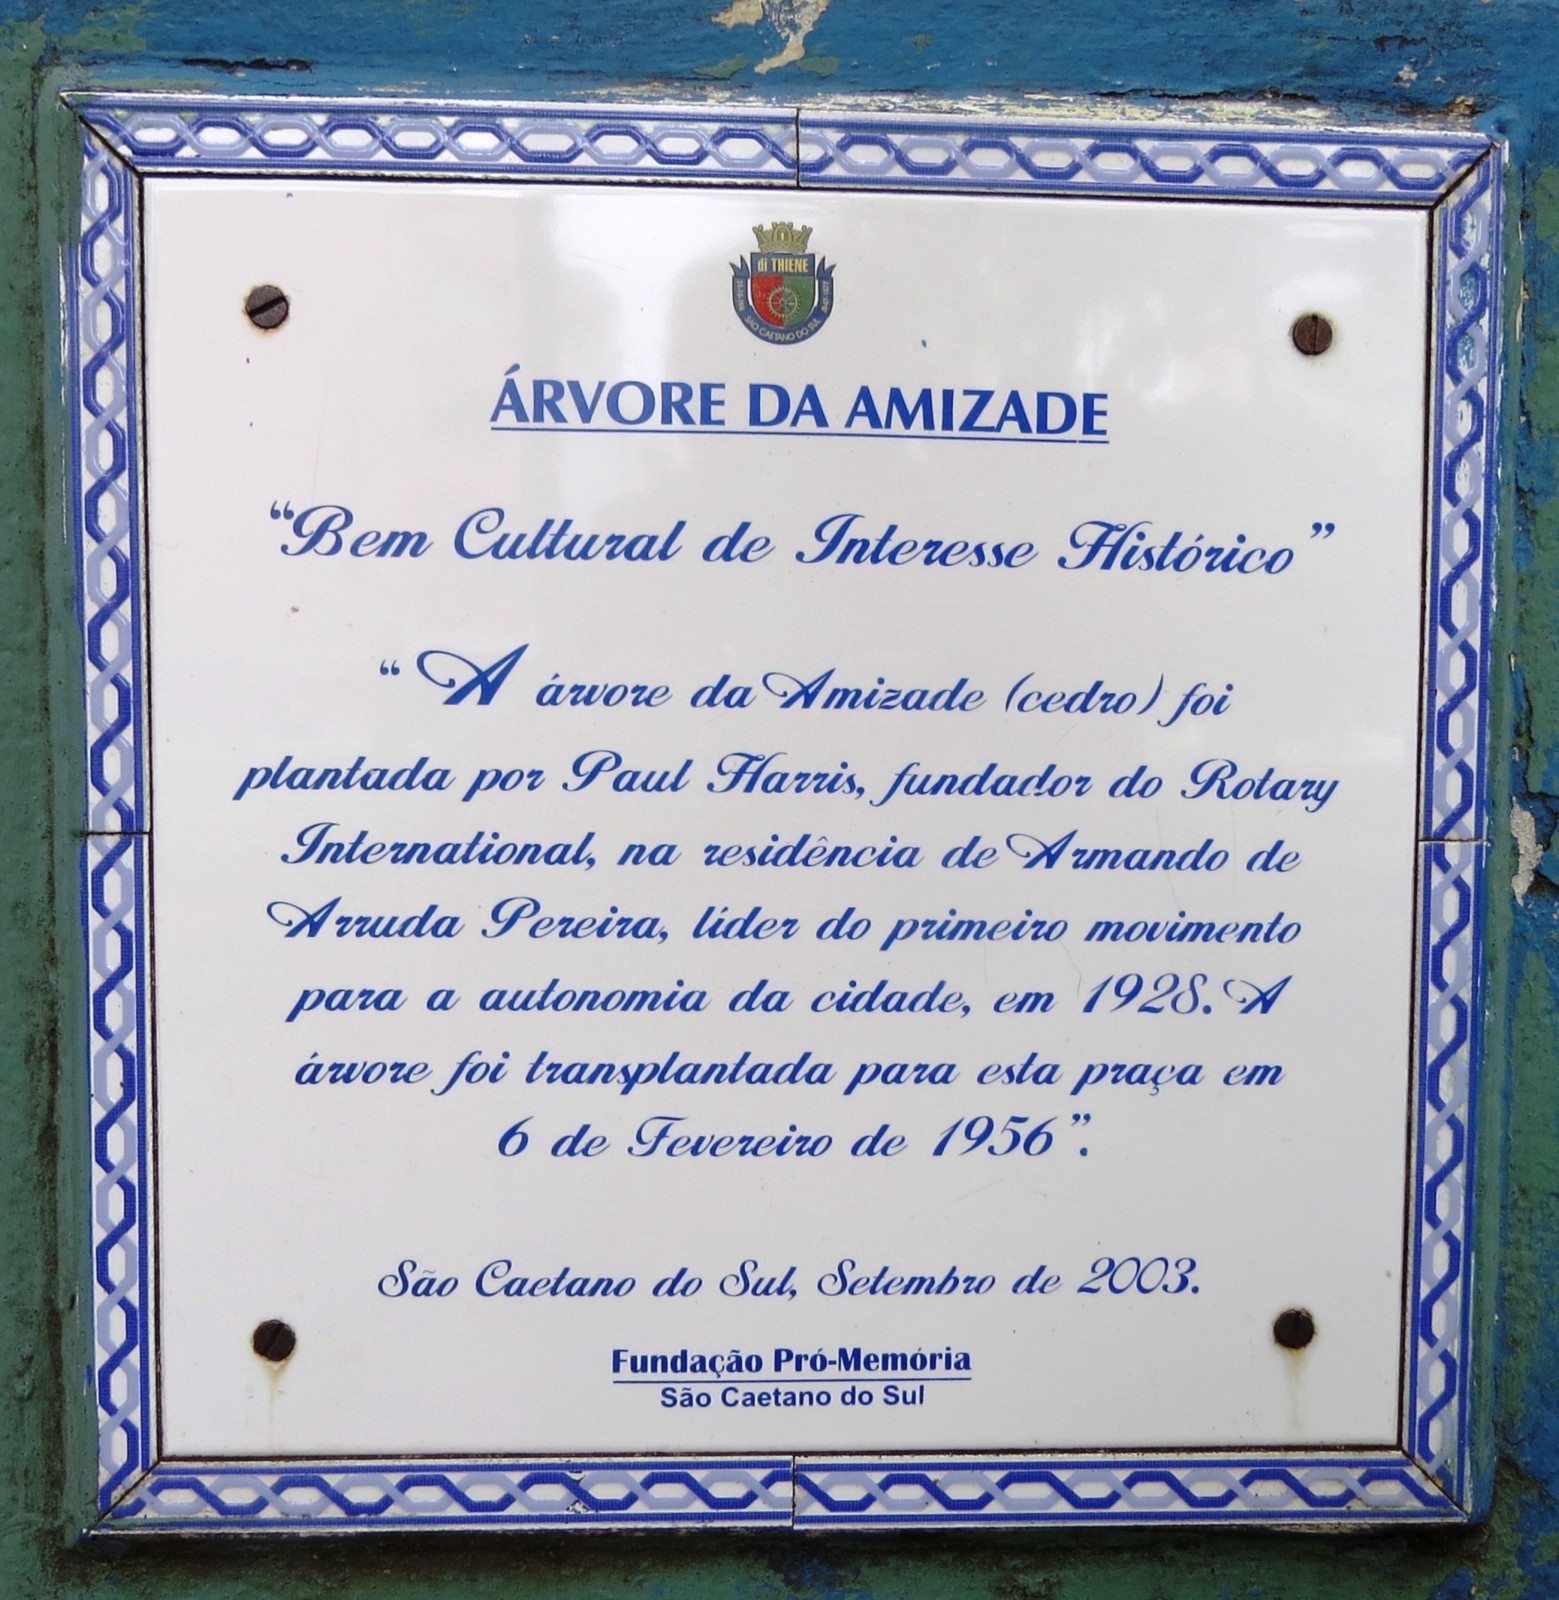 di THIENE
SÃO CAETANO DO SUL
ÁRVORE DA AMIZADE
“Bem Cultural de Interesse Histórico”
“ A árvore da Amizade (cedro) foi
plantada por Paul Harris, fundador do Rotary
International, na residência de Armando de
Arruda Pereira, líder do primeiro movimento
para a autonomia da cidade, em 1928. A
árvore foi transplantada para esta praça em
6 de Fevereiro de 1956”.
São Caetano do Sul, Setembro de 2003.
Fundação Pró-Memória
São Caetano do Sul